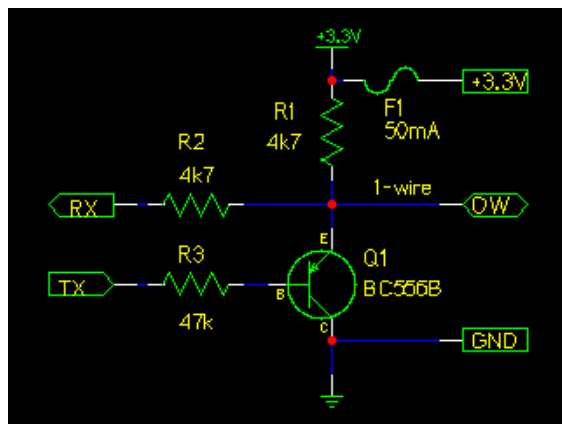 +3.3V
+3.3V
F1
50mA
R1
4k7
R2
4k7
1-wire
RX
OW
E
Q1
BC556B
R3
TX
B
47k
C
GND